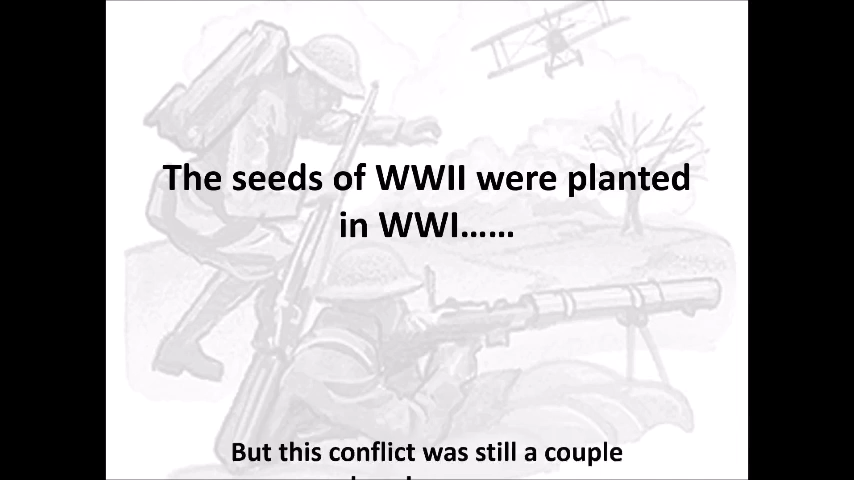 The seeds of WWII were planted
in WWI……
But this conflict was still a couple